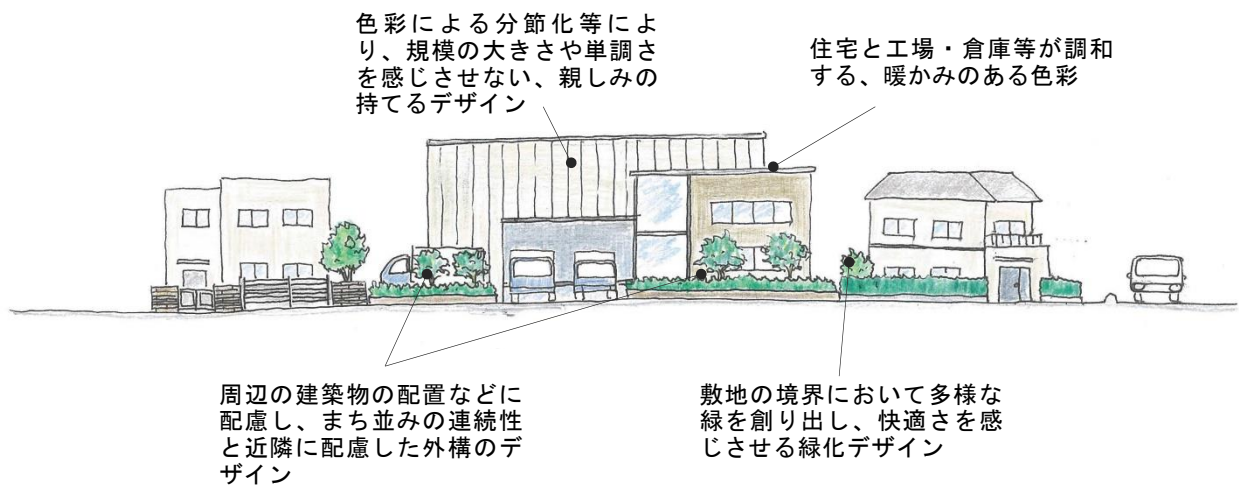 色彩による分節化等によ
り、規模の大きさや単調さ
を感じさせない、親しみの
持てるデザイン
住宅と工場・倉庫等が調和
する、暖かみのある色彩
周辺の建築物の配置などに
配慮し、まち並みの連続性
と近隣に配慮した外構のデ
ザイン
敷地の境界において多様な
緑を創り出し、快適さを感
じさせる緑化デザイン